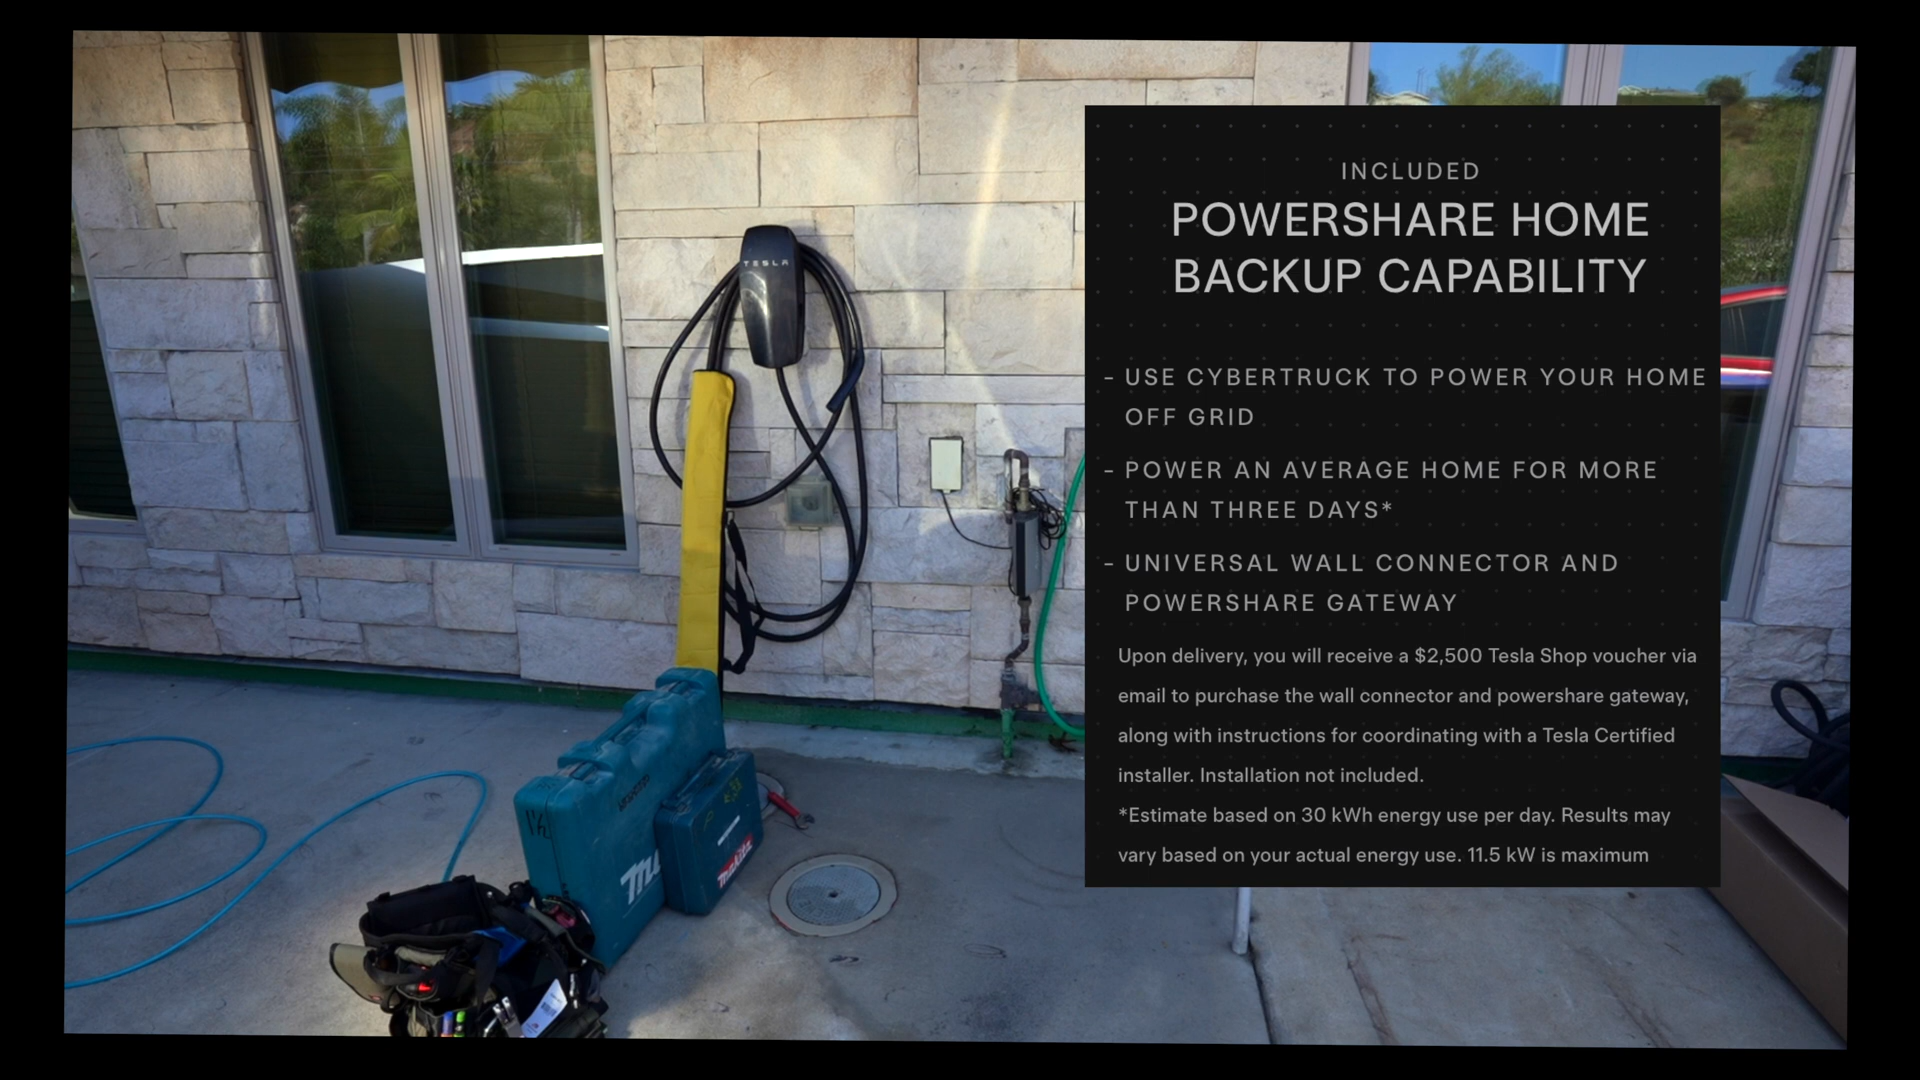 TESLA
INCLUDED
POWERSHARE HOME
BACKUP CAPABILITY
- USE CYBERTRUCK TO POWER YOUR HOME
OFF GRID
- POWER AN AVERAGE HOME FOR MORE
THAN THREE DAYS*
- UNIVERSAL WALL CONNECTOR AND
POWERSHARE GATEWAY
Upon delivery, you will receive a $2,500 Tesla Shop voucher via
email to purchase the wall connector and powershare gateway,
along with instructions for coordinating with a Tesla Certified
installer. Installation not included.
*Estimate based on 30 kWh energy use per day. Results may
vary based on your actual energy use. 11.5 kW is maximum
makita